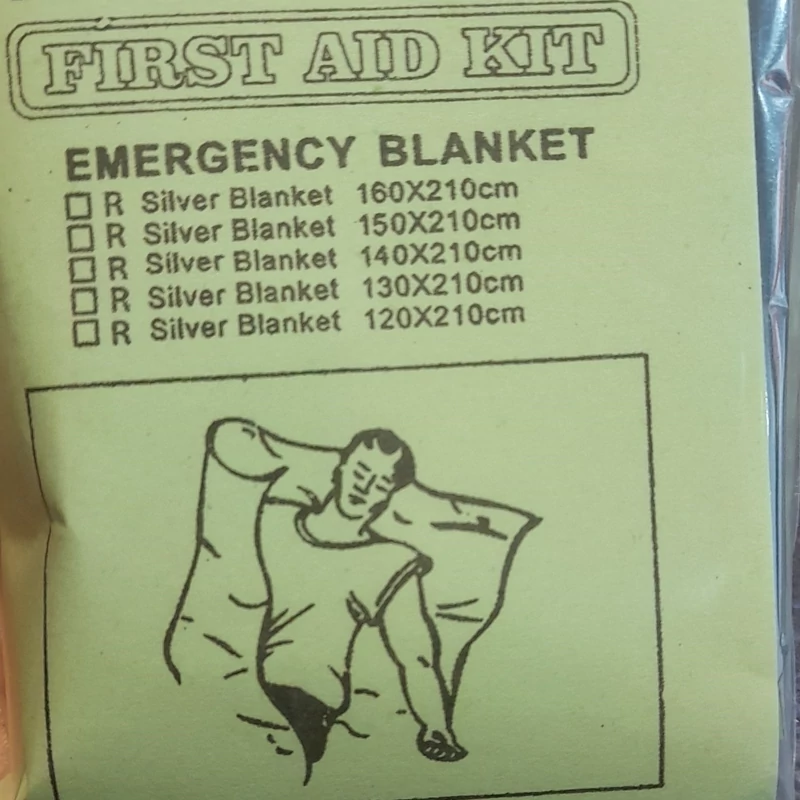 FIRST AID KIT
EMERGENCY BLANKET
☐ R Silver Blanket 160X210cm
☐ R Silver Blanket 150X210cm
☐ R Silver Blanket 140X210cm
☐ R Silver Blanket 130X210cm
☐ R Silver Blanket 120X210cm